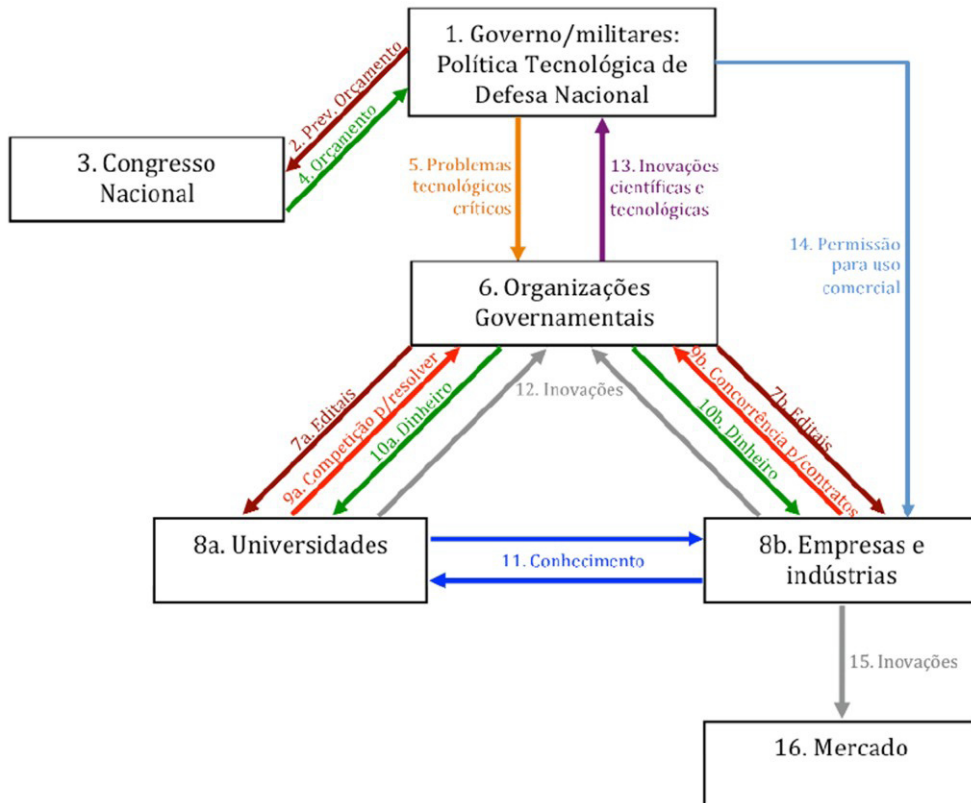 1. Governo/militares:
Política Tecnológica de
Defesa Nacional
2. Prev. Orçamento
4. Orçamento
3. Congresso
Nacional
5. Problemas
tecnológicos
críticos
13. Inovações
científicas e
tecnológicas
14. Permissão
para uso
comercial
6. Organizações
Governamentais
7a. Editais
9a. Competição p/resolver
10a. Dinheiro
12. Inovações
10b. Dinheiro
9b. Concorrência p/contratos
7b. Editais
8a. Universidades
11. Conhecimento
8b. Empresas e
indústrias
15. Inovações
16. Mercado